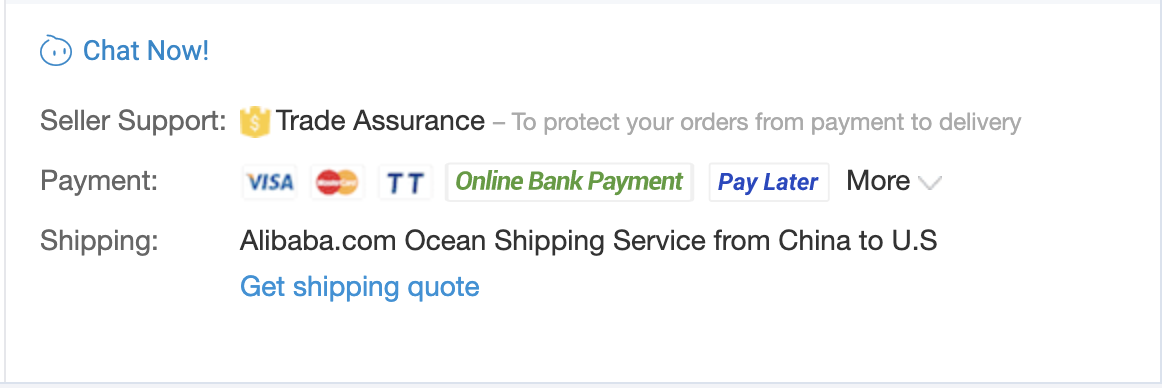 Chat Now!
Seller Support: $ Trade Assurance – To protect your orders from payment to delivery
Payment: VISA MasterCard TT Online Bank Payment Pay Later More
Shipping: Alibaba.com Ocean Shipping Service from China to U.S
Get shipping quote